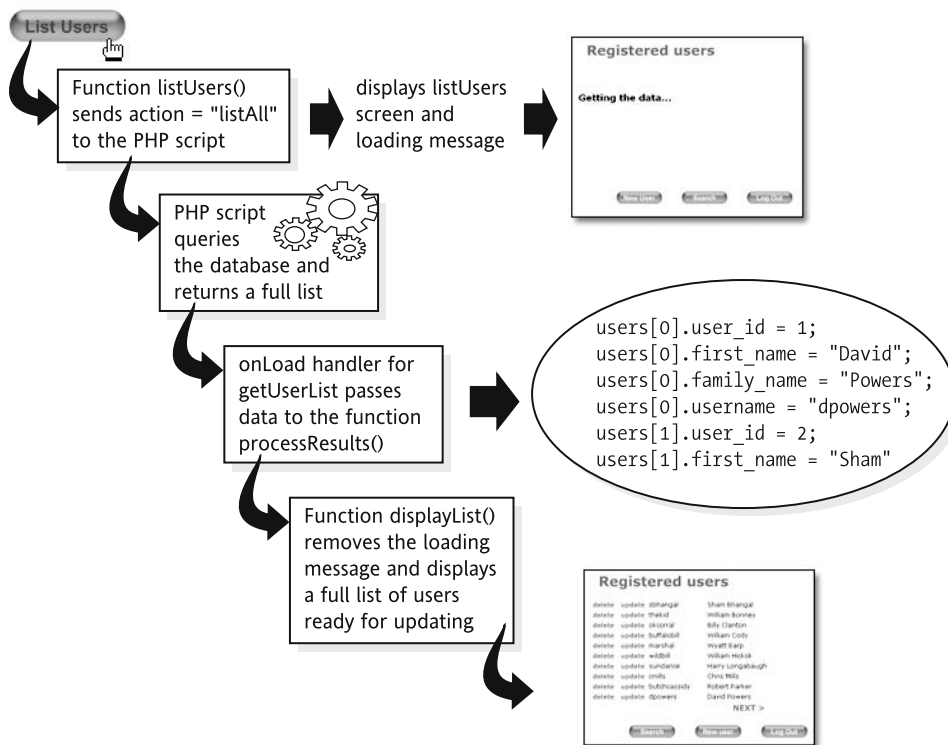 List Users
Function listUsers()
sends action = "listAll"
to the PHP script
displays listUsers
screen and
loading message
Registered users
Getting the data...
New User
Search
Log Out
PHP script
queries
the database and
returns a full list
onLoad handler for
getUserList passes
data to the function
processResults()
users[0].user_id = 1;
users[0].first_name = "David";
users[0].family_name = "Powers";
users[0].username = "dpowers";
users[1].user_id = 2;
users[1].first_name = "Sham"
Function displayList()
removes the loading
message and displays
a full list of users
ready for updating
Registered users
delete update sbhangal Sham Bhangal
delete update thekid William Bonney
delete update okcorral Billy Clanton
delete update buffalobill William Cody
delete update marshal Wyatt Earp
delete update wildbill William Hickok
delete update sundance Harry Longabaugh
delete update cmills Chris Mills
delete update butchcassidy Robert Parker
delete update dpowers David Powers
NEXT >
Search
New user
Log Out